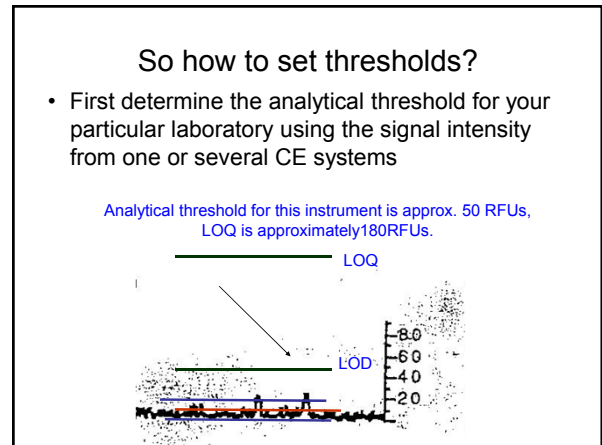 So how to set thresholds?
• First determine the analytical threshold for your
particular laboratory using the signal intensity
from one or several CE systems
Analytical threshold for this instrument is approx. 50 RFUs,
LOQ is approximately180RFUs.
LOQ
80
60
LOD
40
20